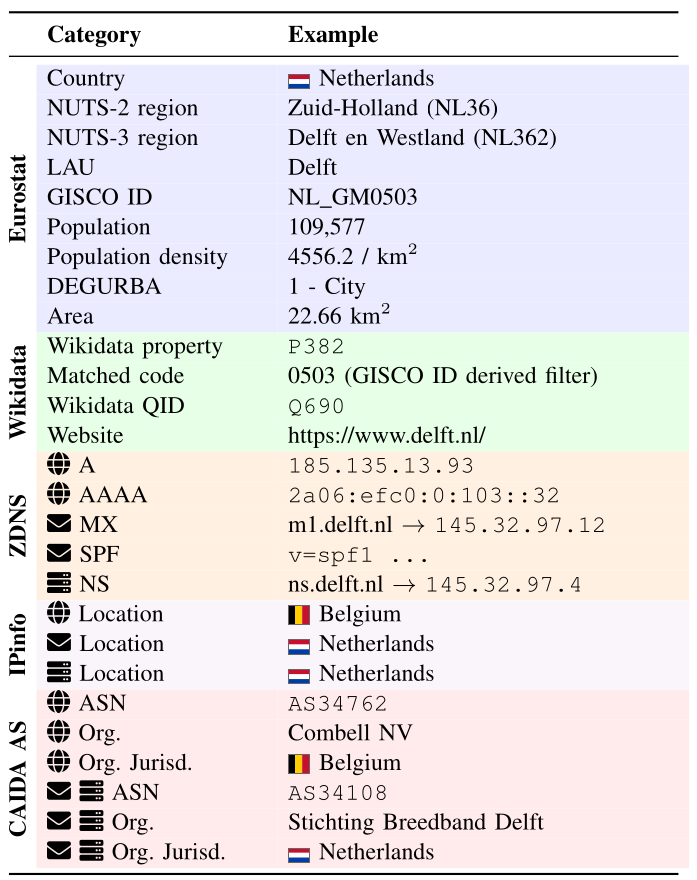 Category Example
Eurostat
Country Netherlands
NUTS-2 region Zuid-Holland (NL36)
NUTS-3 region Delft en Westland (NL362)
LAU Delft
GISCO ID NL_GM0503
Population 109,577
Population density 4556.2 / km²
DEGURBA 1 - City
Area 22.66 km²
Wikidata
Wikidata property P382
Matched code 0503 (GISCO ID derived filter)
Wikidata QID Q690
Website https://www.delft.nl/
ZDNS
A 185.135.13.93
AAAA 2a06:efc0:0:103::32
MX m1.delft.nl → 145.32.97.12
SPF v=spf1 ...
NS ns.delft.nl → 145.32.97.4
IPinfo
Location Belgium
Location Netherlands
Location Netherlands
CAIDA AS
ASN AS34762
Org. Combell NV
Org. Jurisd. Belgium
ASN AS34108
Org. Stichting Breedband Delft
Org. Jurisd. Netherlands